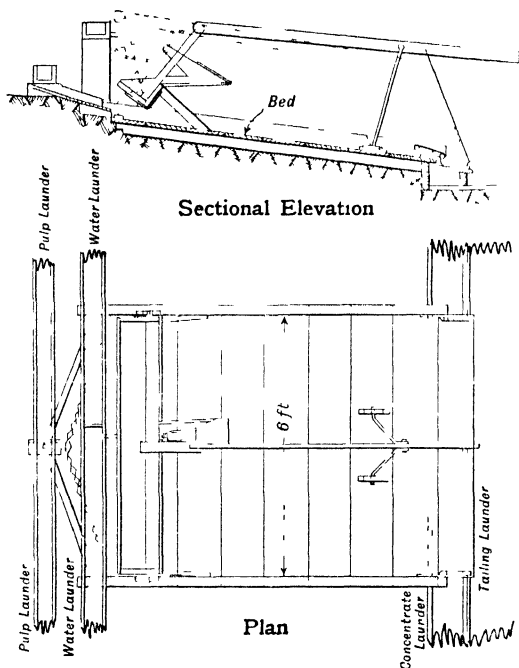 Bed
Sectional Elevation
Pulp Launder
Water Launder
6 ft
Pulp Launder
Water Launder
Plan
Concentrate
Launder
Tailing Launder